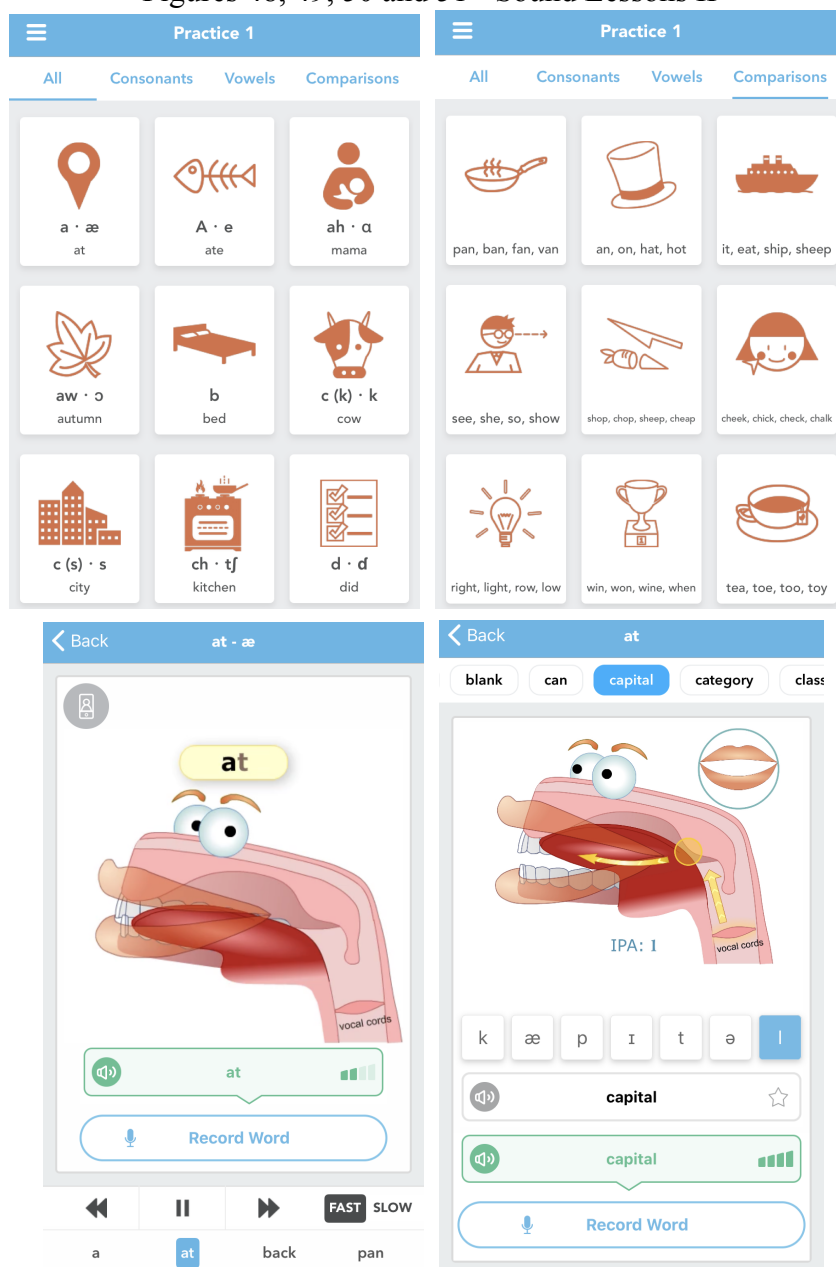 Practice 1
All Consonants Vowels Comparisons
a · æ
at
A · e
ate
ah · ɑ
mama
aw · ɔ
autumn
b
bed
c (k) · k
cow
c (s) · s
city
ch · tʃ
kitchen
d · ɗ
did
Practice 1
All Consonants Vowels Comparisons
pan, ban, fan, van
an, on, hat, hot
it, eat, ship, sheep
see, she, so, show
shop, chop, sheep, cheap
cheek, chick, check, chalk
right, light, row, low
1
win, won, wine, when
tea, toe, too, toy
Back at - æ
at
vocal cords
at
Record Word
FAST SLOW
a at back pan
Back at
blank can capital category class
IPA: l
vocal cords
k æ p ɪ t ə l
capital
capital
Record Word